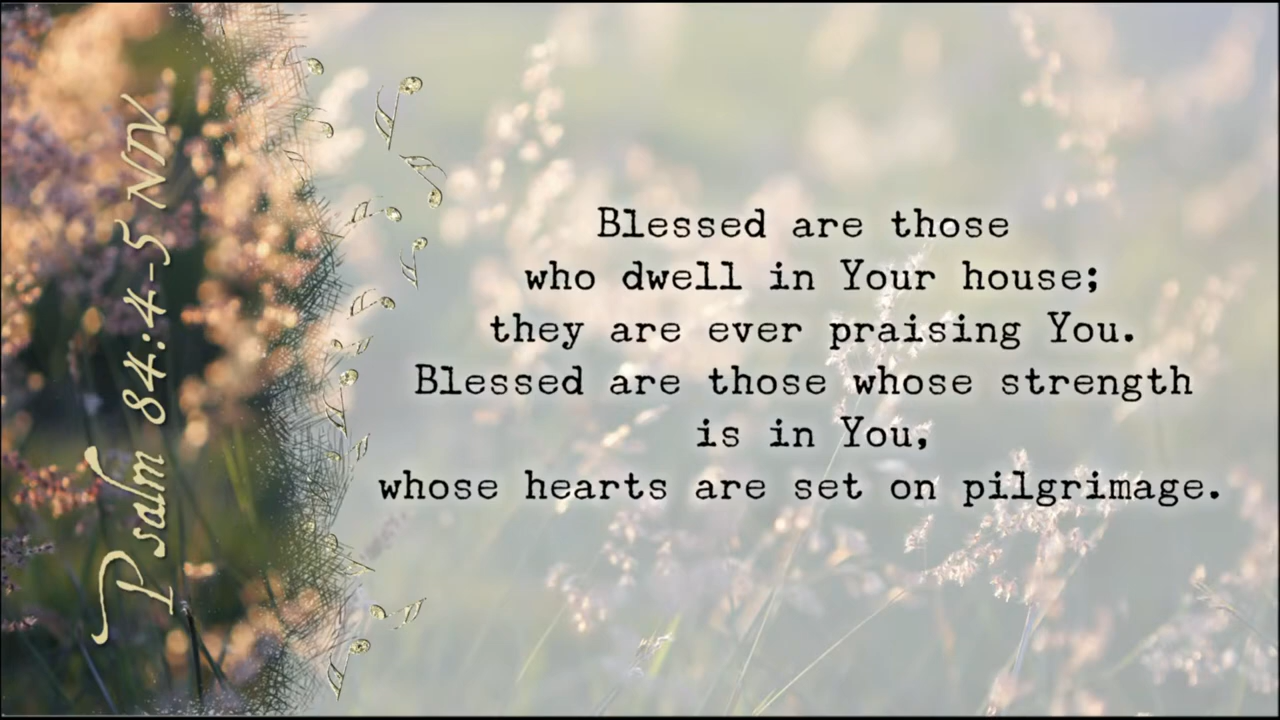 Psalm 84:4-5 NIV
Blessed are those
who dwell in Your house;
they are ever praising You.
Blessed are those whose strength
is in You,
whose hearts are set on pilgrimage.